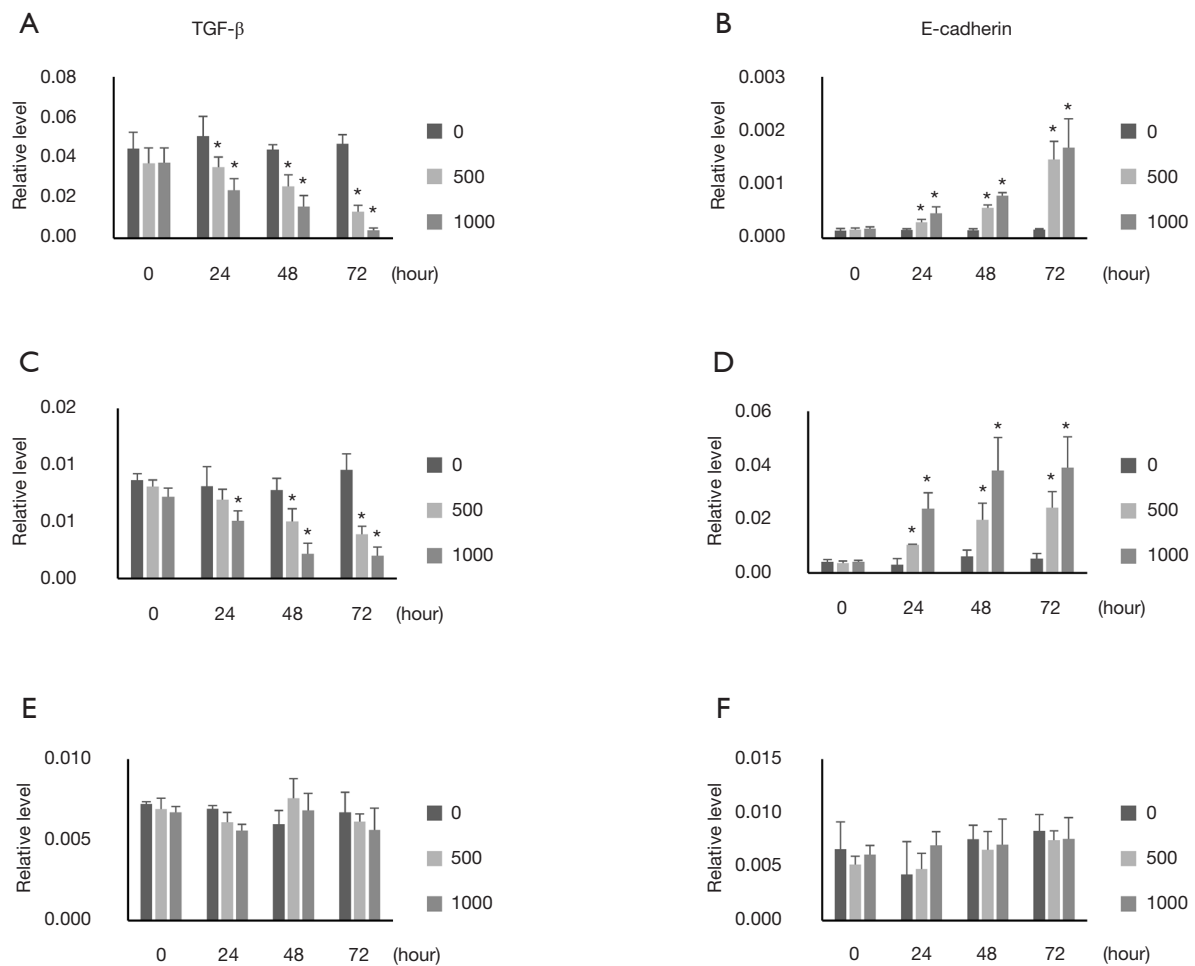 A
TGF-β
Relative level
0.08
0.06
0.04
0.02
0.00
* * * * * *
0 24 48 72 (hour)
0
500
1000
B
E-cadherin
Relative level
0.003
0.002
0.001
0.000
* * * * * *
0 24 48 72 (hour)
0
500
1000
C
Relative level
0.02
0.01
0.01
0.00
* * * * *
0 24 48 72 (hour)
0
500
1000
D
Relative level
0.06
0.04
0.02
0.00
* * * * * *
0 24 48 72 (hour)
0
500
1000
E
Relative level
0.010
0.005
0.000
0 24 48 72 (hour)
0
500
1000
F
Relative level
0.015
0.010
0.005
0.000
0 24 48 72 (hour)
0
500
1000